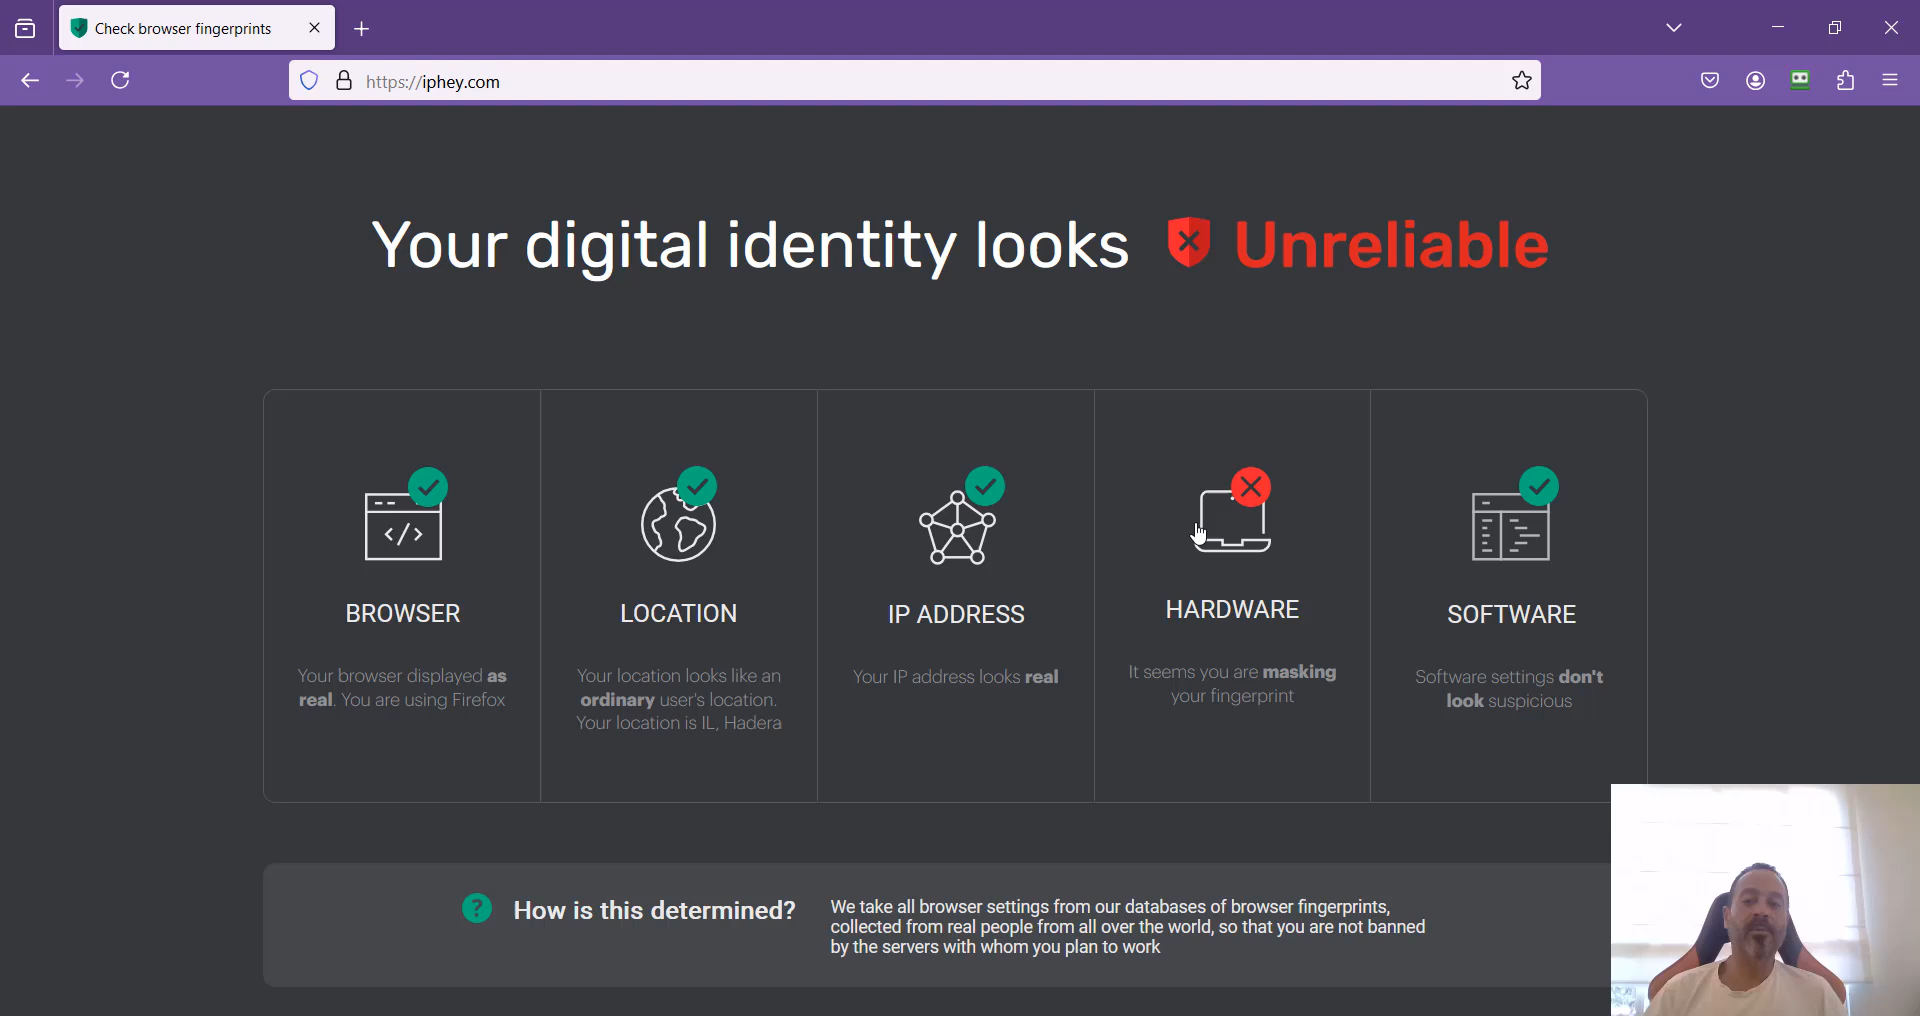 Check browser fingerprints
https://iphey.com
Your digital identity looks Unreliable
BROWSER
Your browser displayed as
real. You are using Firefox
LOCATION
Your location looks like an
ordinary user's location.
Your location is IL, Hadera
IP ADDRESS
Your IP address looks real
HARDWARE
It seems you are masking
your fingerprint
SOFTWARE
Software settings don't
look suspicious
? How is this determined?
We take all browser settings from our databases of browser fingerprints,
collected from real people from all over the world, so that you are not banned
by the servers with whom you plan to work